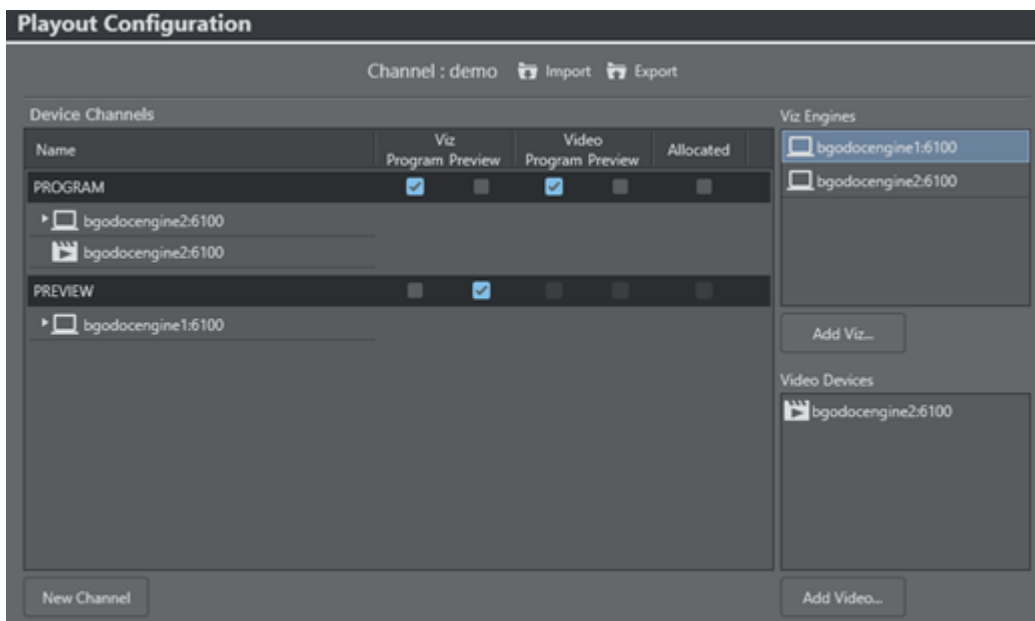 Playout Configuration
Channel : demo Import Export
Device Channels
Name Viz Program Preview Video Program Preview Allocated
PROGRAM
bgodocengine2:6100
bgodocengine2:6100
PREVIEW
bgodocengine1:6100
New Channel
Viz Engines
bgodocengine1:6100
bgodocengine2:6100
Add Viz...
Video Devices
bgodocengine2:6100
Add Video...